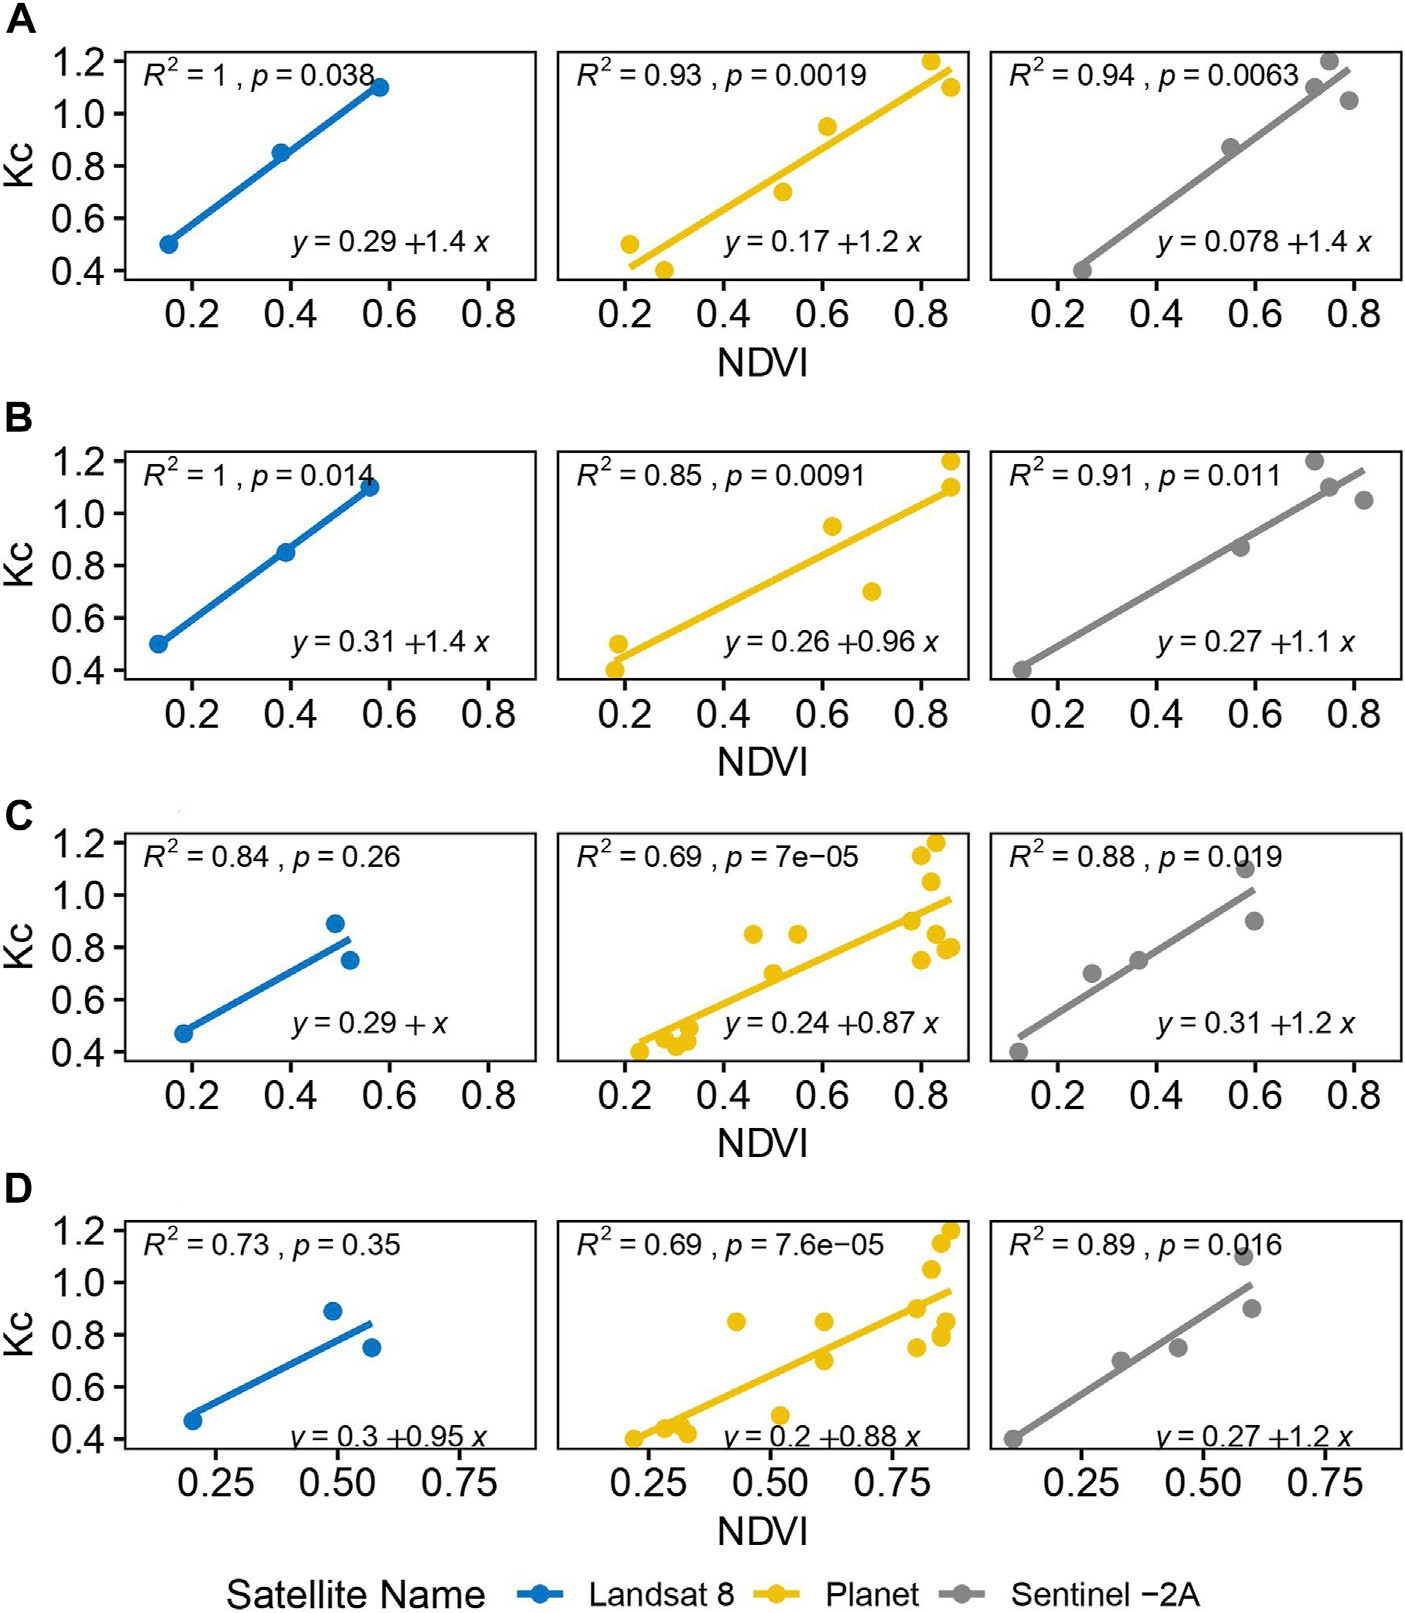 A
R² = 1 , p = 0.038
R² = 0.93 , p = 0.0019
R² = 0.94 , p = 0.0063
y = 0.29 +1.4 x
y = 0.17 +1.2 x
y = 0.078 +1.4 x
Kc
1.2
1.0
0.8
0.6
0.4
0.2 0.4 0.6 0.8 0.2 0.4 0.6 0.8 0.2 0.4 0.6 0.8
NDVI
B
R² = 1 , p = 0.014
R² = 0.85 , p = 0.0091
R² = 0.91 , p = 0.011
y = 0.31 +1.4 x
y = 0.26 +0.96 x
y = 0.27 +1.1 x
Kc
1.2
1.0
0.8
0.6
0.4
0.2 0.4 0.6 0.8 0.2 0.4 0.6 0.8 0.2 0.4 0.6 0.8
NDVI
C
R² = 0.84 , p = 0.26
R² = 0.69 , p = 7e−05
R² = 0.88 , p = 0.019
y = 0.29 + x
y = 0.24 +0.87 x
y = 0.31 +1.2 x
Kc
1.2
1.0
0.8
0.6
0.4
0.2 0.4 0.6 0.8 0.2 0.4 0.6 0.8 0.2 0.4 0.6 0.8
NDVI
D
R² = 0.73 , p = 0.35
R² = 0.69 , p = 7.6e−05
R² = 0.89 , p = 0.016
y = 0.3 +0.95 x
y = 0.2 +0.88 x
y = 0.27 +1.2 x
Kc
1.2
1.0
0.8
0.6
0.4
0.25 0.50 0.75 0.25 0.50 0.75 0.25 0.50 0.75
NDVI
Satellite Name Landsat 8 Planet Sentinel −2A